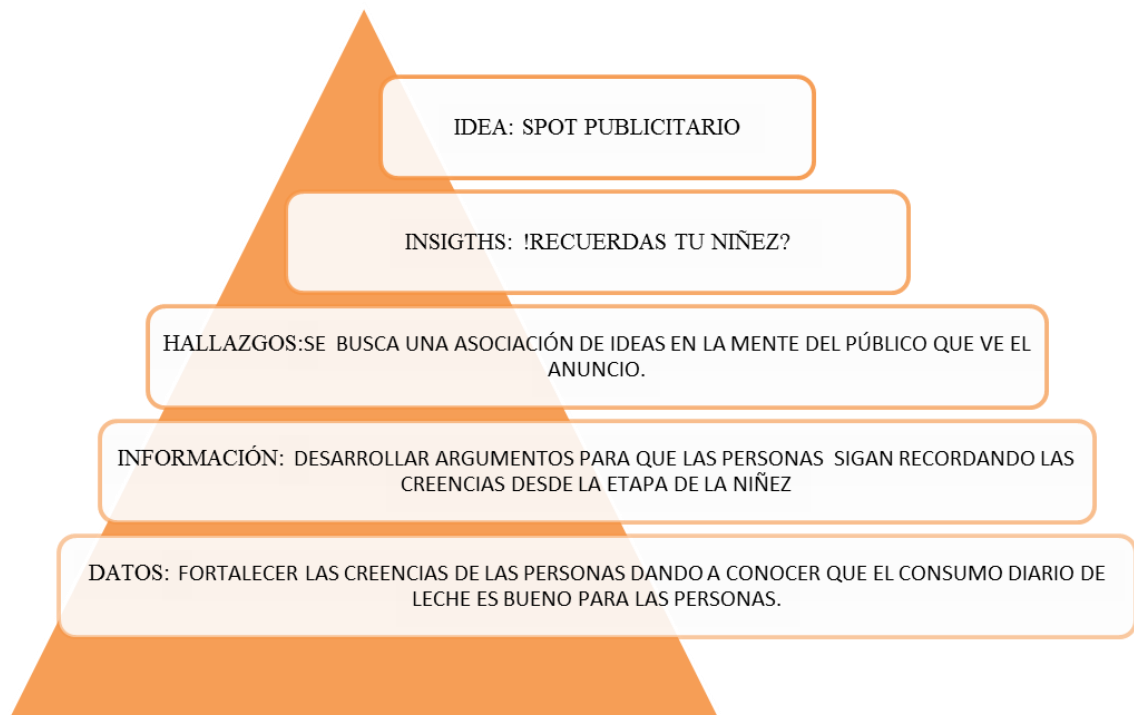 IDEA: SPOT PUBLICITARIO
INSIGTHS: !RECUERDAS TU NIÑEZ?
HALLAZGOS:SE BUSCA UNA ASOCIACIÓN DE IDEAS EN LA MENTE DEL PÚBLICO QUE VE EL
ANUNCIO.
INFORMACIÓN: DESARROLLAR ARGUMENTOS PARA QUE LAS PERSONAS SIGAN RECORDANDO LAS
CREENCIAS DESDE LA ETAPA DE LA NIÑEZ
DATOS: FORTALECER LAS CREENCIAS DE LAS PERSONAS DANDO A CONOCER QUE EL CONSUMO DIARIO DE
LECHE ES BUENO PARA LAS PERSONAS.